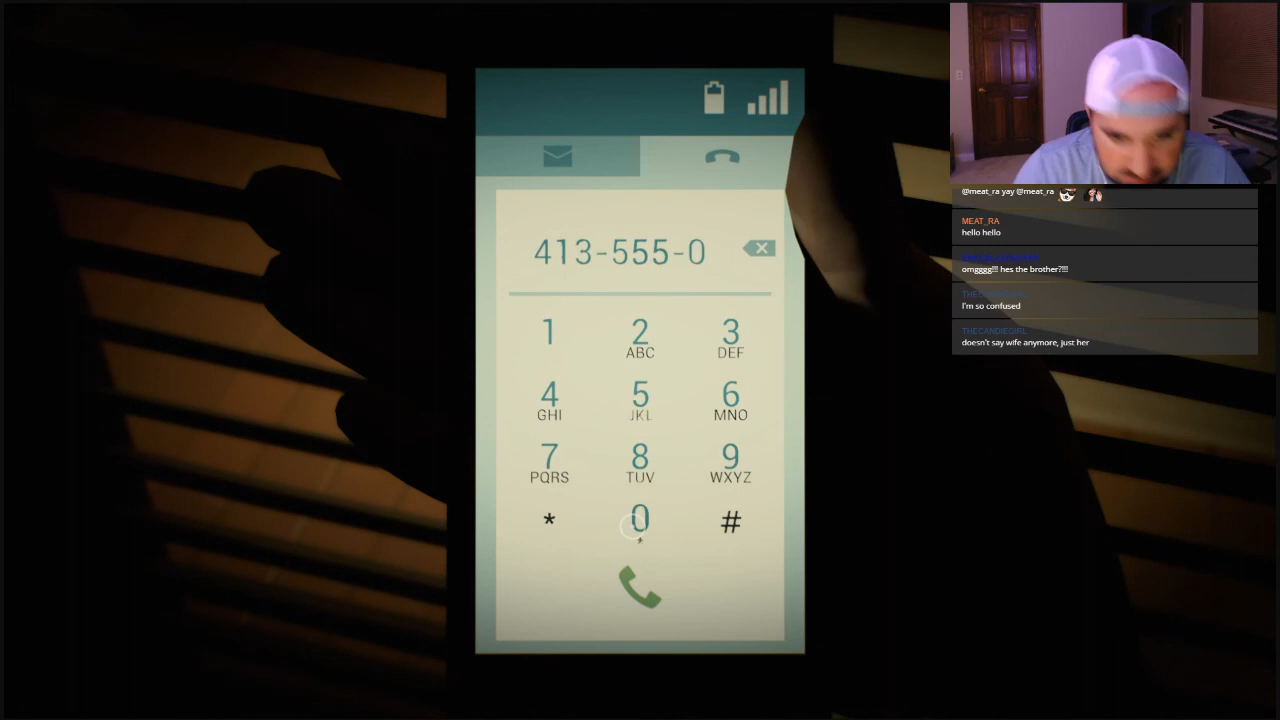 413-555-0
1
2
ABC
3
DEF
4
GHI
5
JKL
6
MNO
7
PQRS
8
TUV
9
WXYZ
*
0
#
@meat_ra yay @meat_ra
MEAT_RA
hello hello
omgggg!!! hes the brother?!!!
I'm so confused
THECANDIEGIRL
doesn't say wife anymore, just her